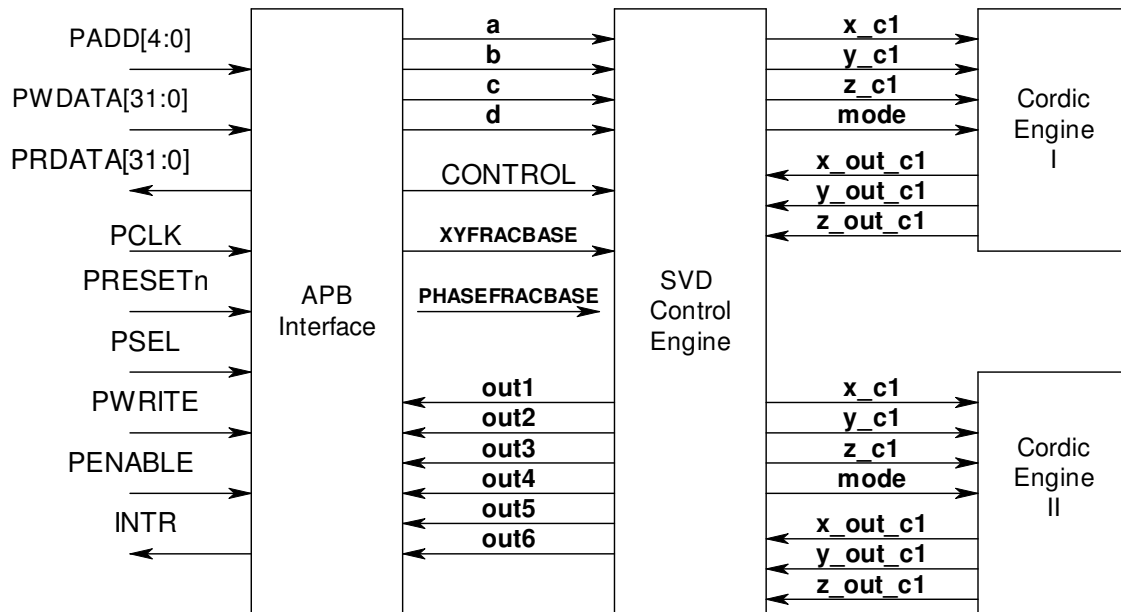 PADD[4:0]
PWDATA[31:0]
PRDATA[31:0]
PCLK
PRESETn
PSEL
PWRITE
PENABLE
INTR
APB
Interface
a
b
c
d
CONTROL
XYFRACBASE
PHASEFRACBASE
out1
out2
out3
out4
out5
out6
SVD
Control
Engine
x_c1
y_c1
z_c1
mode
x_out_c1
y_out_c1
z_out_c1
Cordic
Engine
I
x_c1
y_c1
z_c1
mode
x_out_c1
y_out_c1
z_out_c1
Cordic
Engine
II